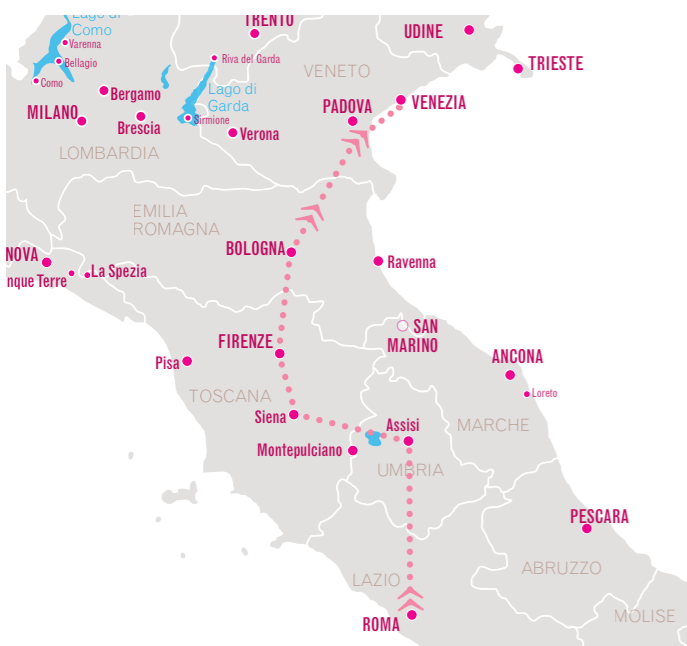 Lago di
Como
TRENTO
UDINE
Varenna
Riva del Garda
Bellagio
VENETO
TRIESTE
Como
Bergamo
Lago di
Garda
PADOVA
VENEZIA
MILANO
Brescia
Sirmione
Verona
LOMBARDIA
EMILIA
ROMAGNA
BOLOGNA
NOVA
Ravenna
La Spezia
nque Terre
SAN
MARINO
FIRENZE
Pisa
ANCONA
TOSCANA
Loreto
Siena
Assisi
MARCHE
Montepulciano
UMBRIA
PESCARA
ABRUZZO
LAZIO
MOLISE
ROMA